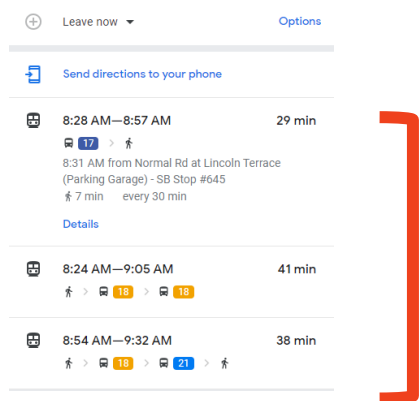 Leave now Options
Send directions to your phone
8:28 AM—8:57 AM 29 min
17
8:31 AM from Normal Rd at Lincoln Terrace
(Parking Garage) - SB Stop #645
7 min every 30 min
Details
8:24 AM—9:05 AM 41 min
18 18
8:54 AM—9:32 AM 38 min
18 21